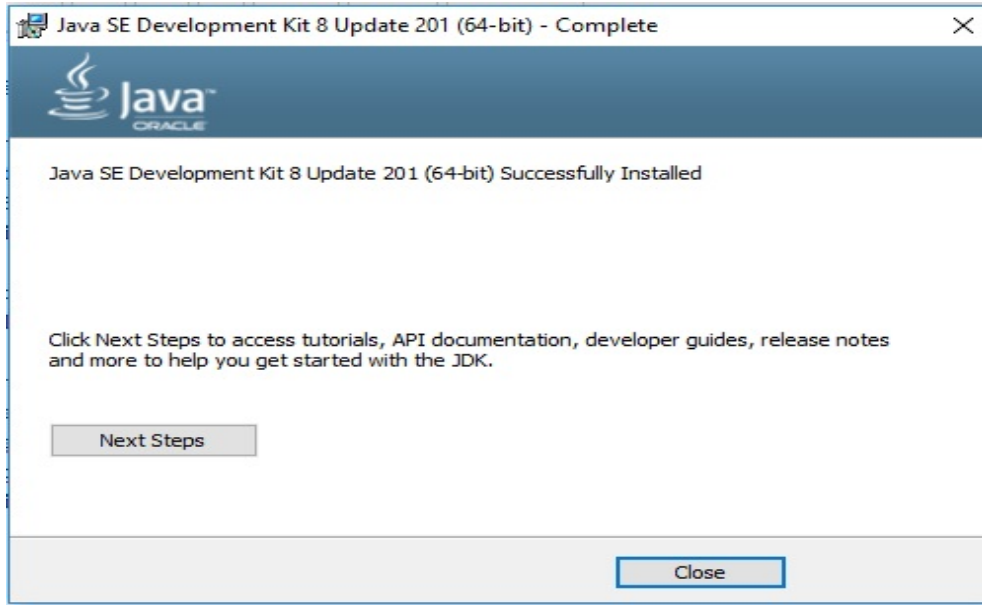 Java SE Development Kit 8 Update 201 (64-bit) - Complete
Java™
ORACLE
Java SE Development Kit 8 Update 201 (64-bit) Successfully Installed
Click Next Steps to access tutorials, API documentation, developer guides, release notes
and more to help you get started with the JDK.
Next Steps
Close